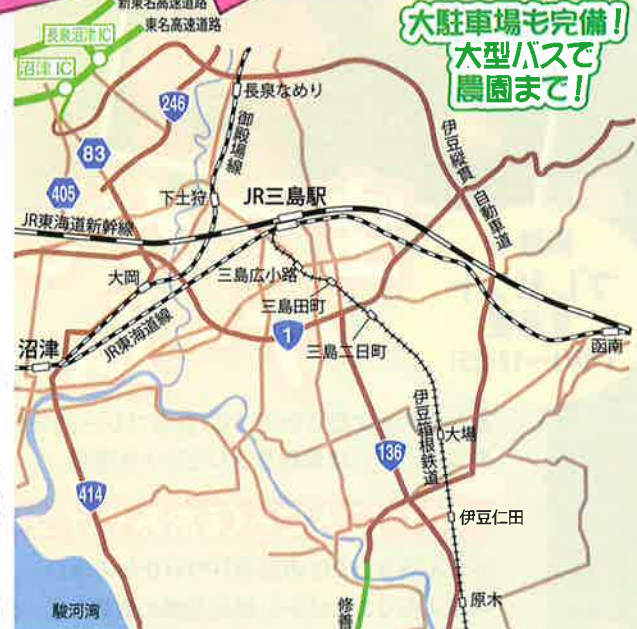 新東名高速道路
東名高速道路
長泉沼津IC
沼津IC
大駐車場も完備！
大型バスで
農園まで！
246
長泉なめり
御殿場線
伊豆縦貫
自動車道
83
405
下土狩
JR三島駅
JR東海道新幹線
大岡
三島広小路
三島田町
JR東海道線
1
三島二日町
沼津
函南
伊豆箱根鉄道
大場
136
414
伊豆仁田
原木
修善
駿河湾